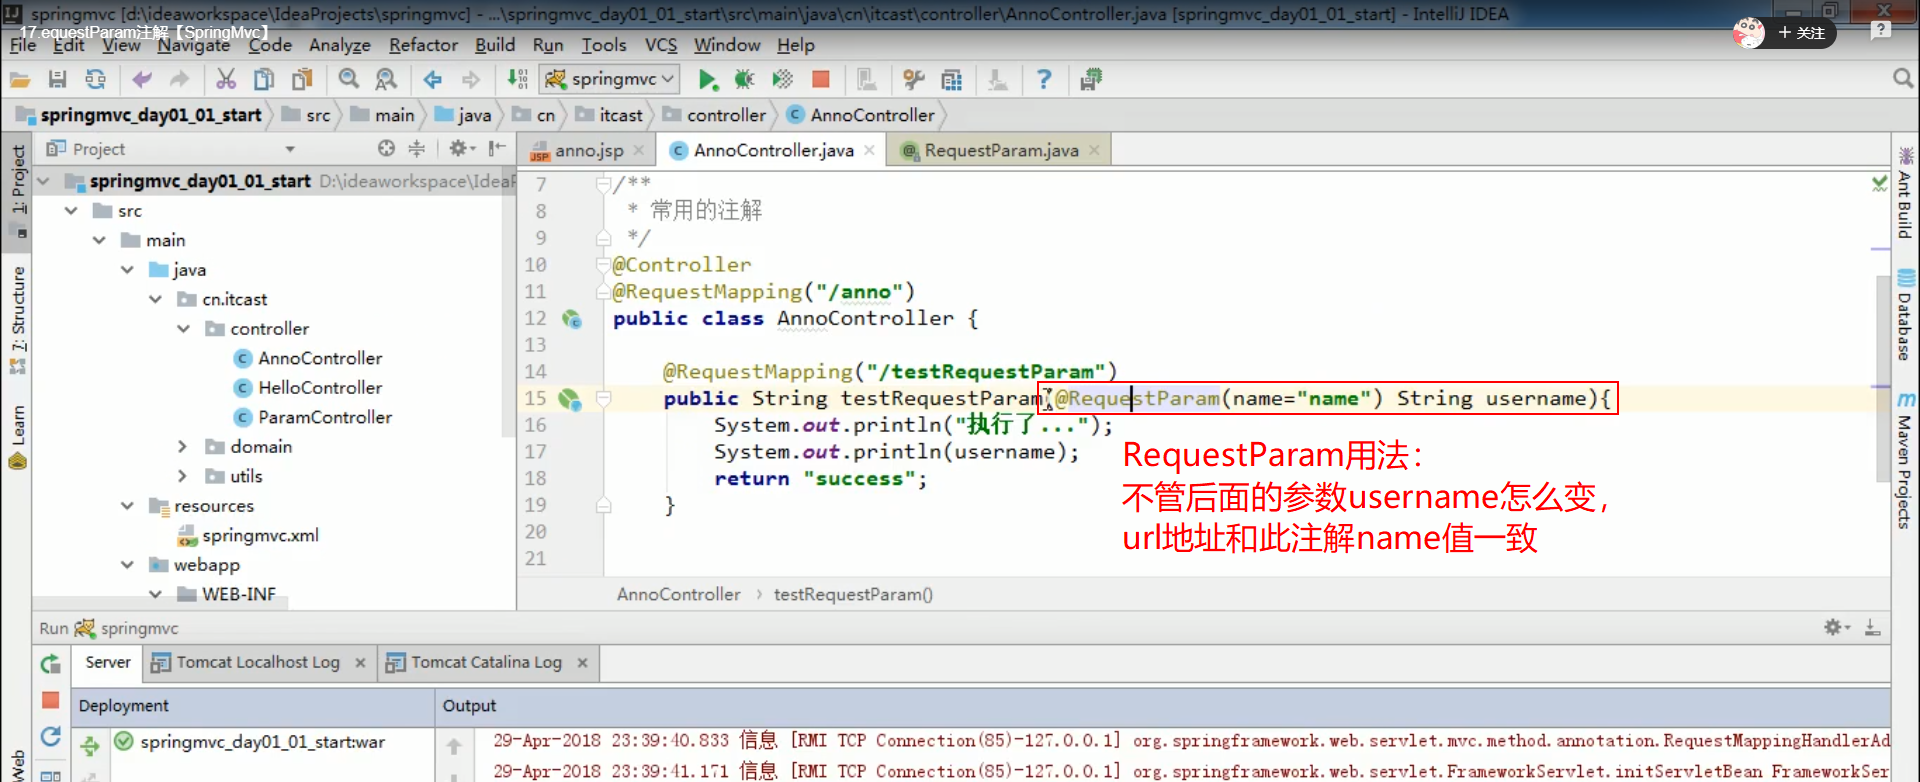 springmvc [d:\ideaworkspace\IdeaProjects\springmvc] - ...\springmvc_day01_01_start\src\main\java\cn\itcast\controller\AnnoController.java [springmvc_day01_01_start] - IntelliJ IDEA
17.equestParam注解【SpringMvc】
+ 关注
File Edit View Navigate Code Analyze Refactor Build Run Tools VCS Window Help
springmvc
springmvc_day01_01_start src main java cn itcast controller AnnoController
Project
anno.jsp AnnoController.java RequestParam.java
1: Project
7: Structure
Learn
Web
springmvc_day01_01_start D:\ideaworkspace\IdeaP
src
main
java
cn.itcast
controller
AnnoController
HelloController
ParamController
domain
utils
resources
springmvc.xml
webapp
WEB-INF
7 /**
8 * 常用的注解
9 */
10 @Controller
11 @RequestMapping("/anno")
12 public class AnnoController {
13
14 @RequestMapping("/testRequestParam")
15 public String testRequestParam(@RequestParam(name="name") String username){
16 System.out.println("执行了...");
17 System.out.println(username);
18 return "success";
19 }
20
21
RequestParam用法：
不管后面的参数username怎么变，
url地址和此注解name值一致
AnnoController › testRequestParam()
Ant Build
Database
Maven Projects
Run springmvc
Server Tomcat Localhost Log Tomcat Catalina Log
Deployment Output
springmvc_day01_01_start:war
29-Apr-2018 23:39:40.833 信息 [RMI TCP Connection(85)-127.0.0.1] org.springframework.web.servlet.mvc.method.annotation.RequestMappingHandlerAd
29-Apr-2018 23:39:41.171 信息 [RMI TCP Connection(85)-127.0.0.1] org.springframework.web.servlet.FrameworkServlet.initServletBean FrameworkSer